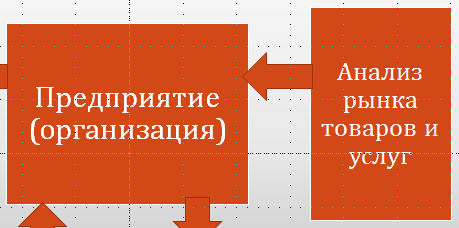 Предприятие
(организация)
Анализ
рынка
товаров и
услуг